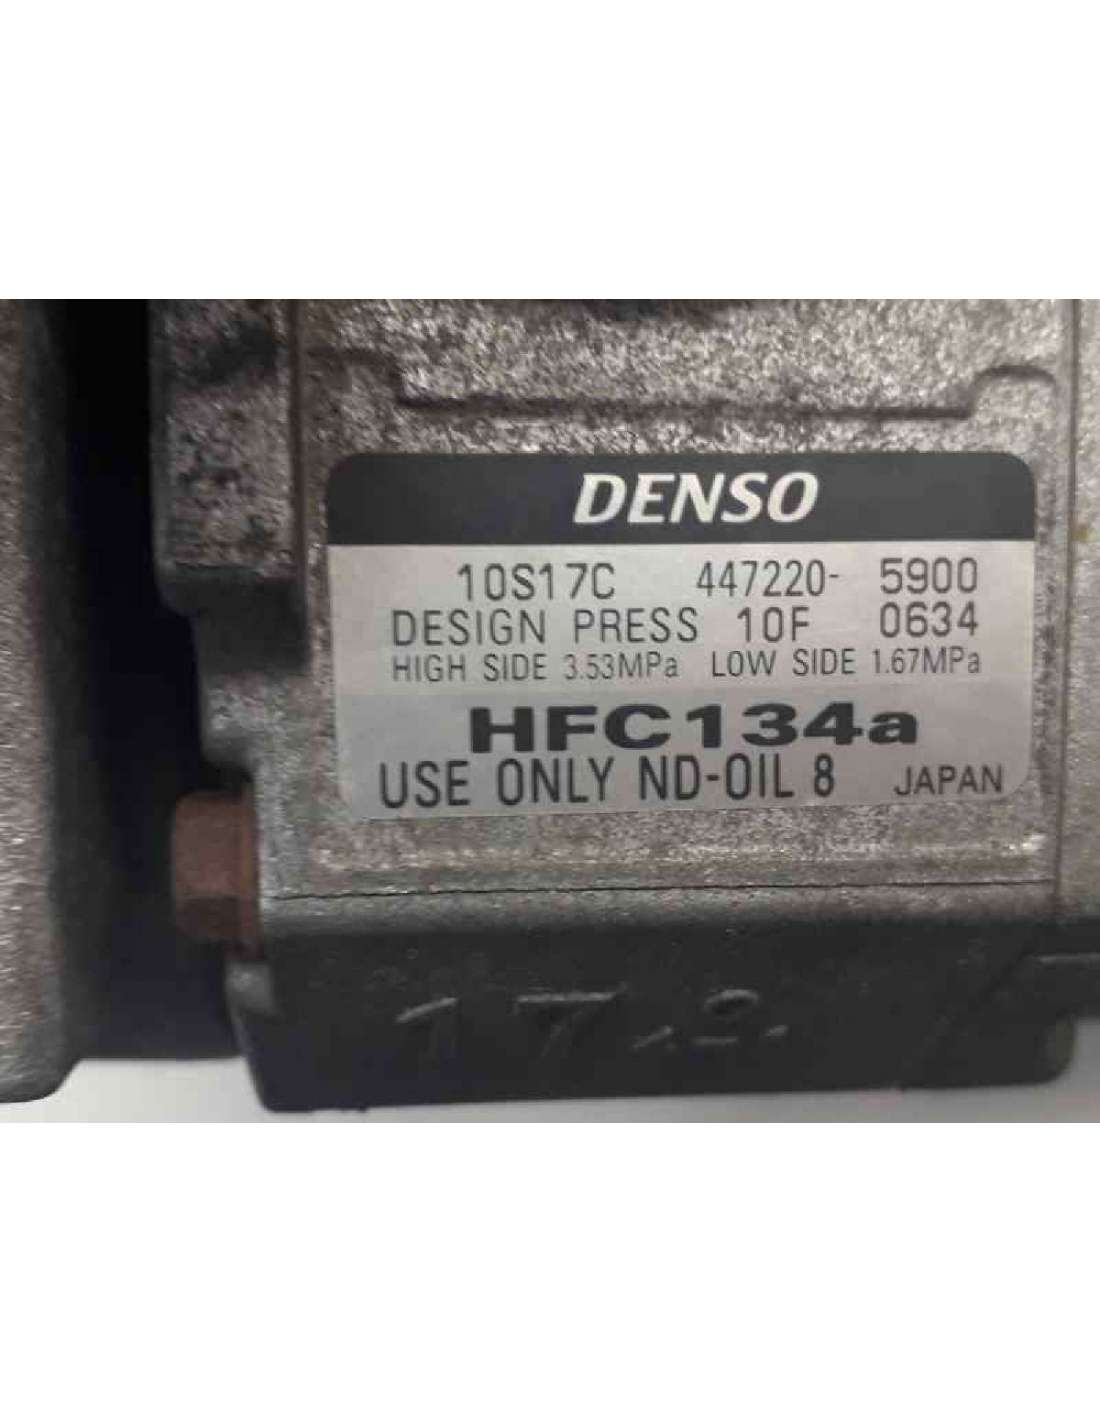 DENSO
10S17C 447220- 5900
DESIGN PRESS 10F 0634
HIGH SIDE 3.53MPa LOW SIDE 1.67MPa
HFC134a
USE ONLY ND-OIL 8 JAPAN